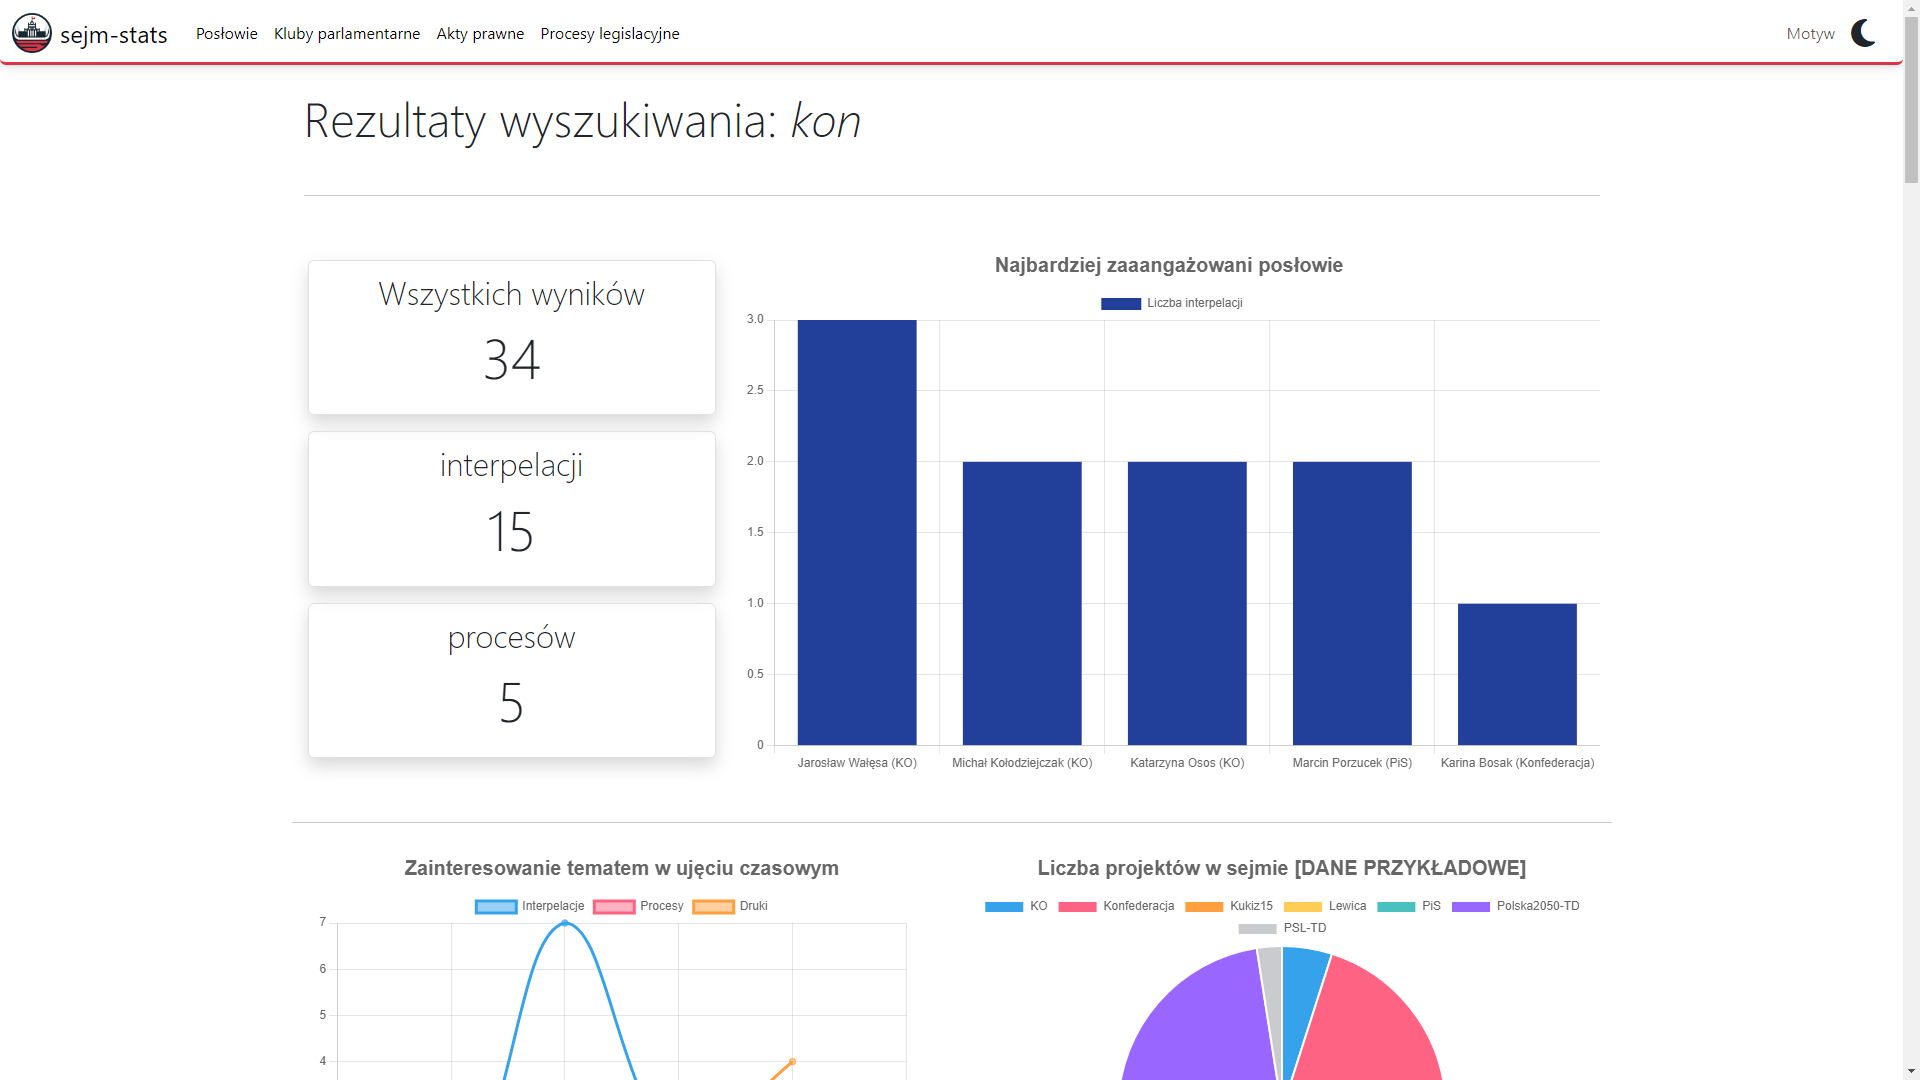 sejm-stats Posłowie Kluby parlamentarne Akty prawne Procesy legislacyjne Motyw
Rezultaty wyszukiwania: kon
Wszystkich wyników
34
interpelacji
15
procesów
5
Najbardziej zaaangażowani posłowie
Liczba interpelacji
3.0
2.5
2.0
1.5
1.0
0.5
0
Jarosław Wałęsa (KO) Michał Kołodziejczak (KO) Katarzyna Osos (KO) Marcin Porzucek (PiS) Karina Bosak (Konfederacja)
Zainteresowanie tematem w ujęciu czasowym
Interpelacje Procesy Druki
7
6
5
4
Liczba projektów w sejmie [DANE PRZYKŁADOWE]
KO Konfederacja Kukiz15 Lewica PiS Polska2050-TD
PSL-TD